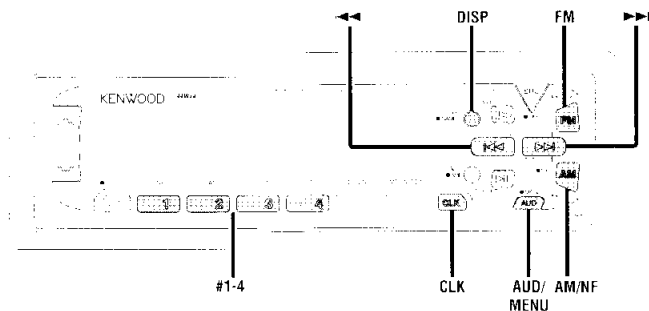 DISP FM
KENWOOD
FM
AM
1 2 3 4
CLK AUD
#1-4 CLK AUD/ AM/NF
MENU